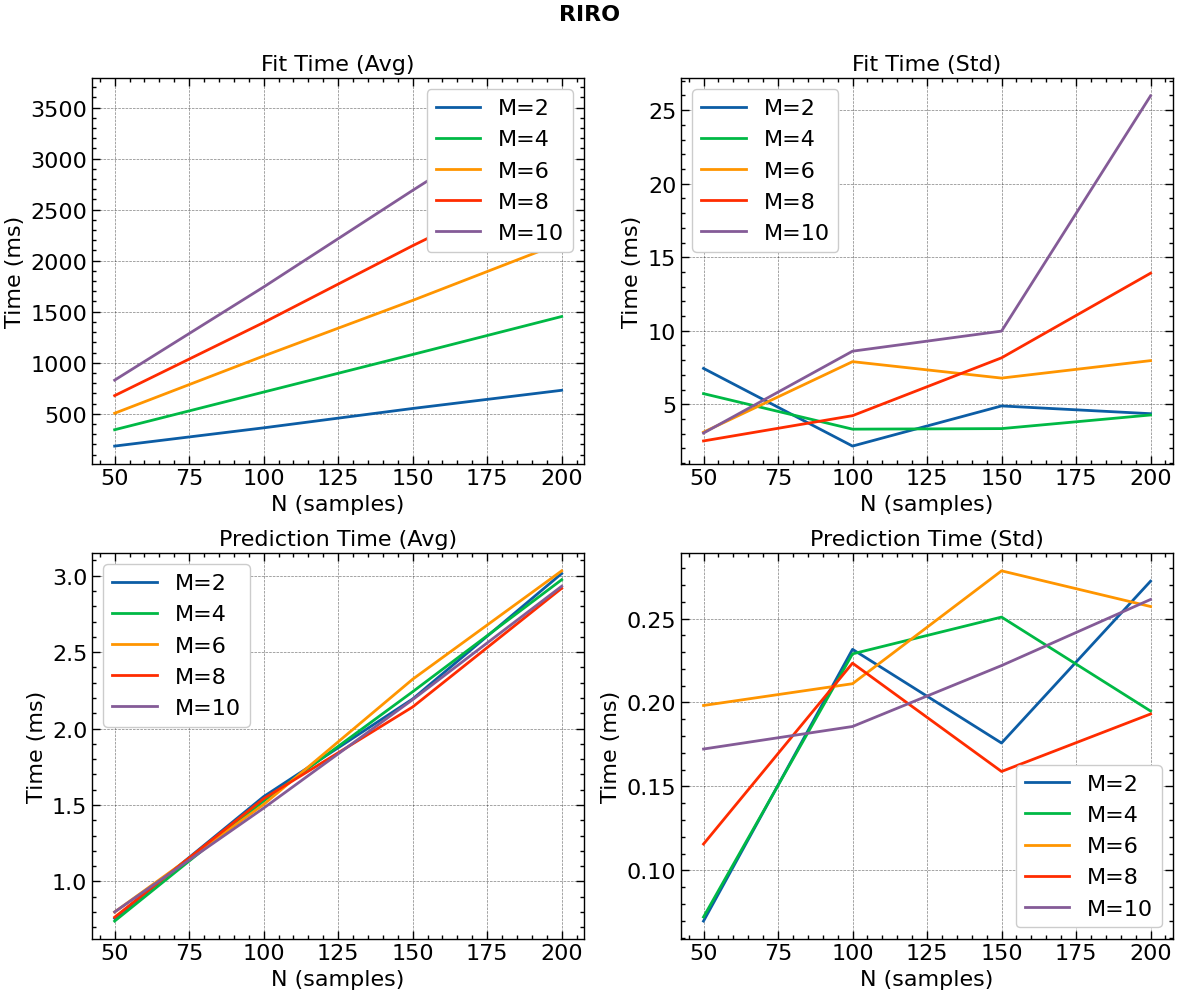 RIRO
Fit Time (Avg)
Time (ms)
3500
3000
2500
2000
1500
1000
500
M=2
M=4
M=6
M=8
M=10
50 75 100 125 150 175 200
N (samples)
Fit Time (Std)
Time (ms)
25
20
15
10
5
M=2
M=4
M=6
M=8
M=10
50 75 100 125 150 175 200
N (samples)
Prediction Time (Avg)
Time (ms)
3.0
2.5
2.0
1.5
1.0
M=2
M=4
M=6
M=8
M=10
50 75 100 125 150 175 200
N (samples)
Prediction Time (Std)
Time (ms)
0.25
0.20
0.15
0.10
M=2
M=4
M=6
M=8
M=10
50 75 100 125 150 175 200
N (samples)